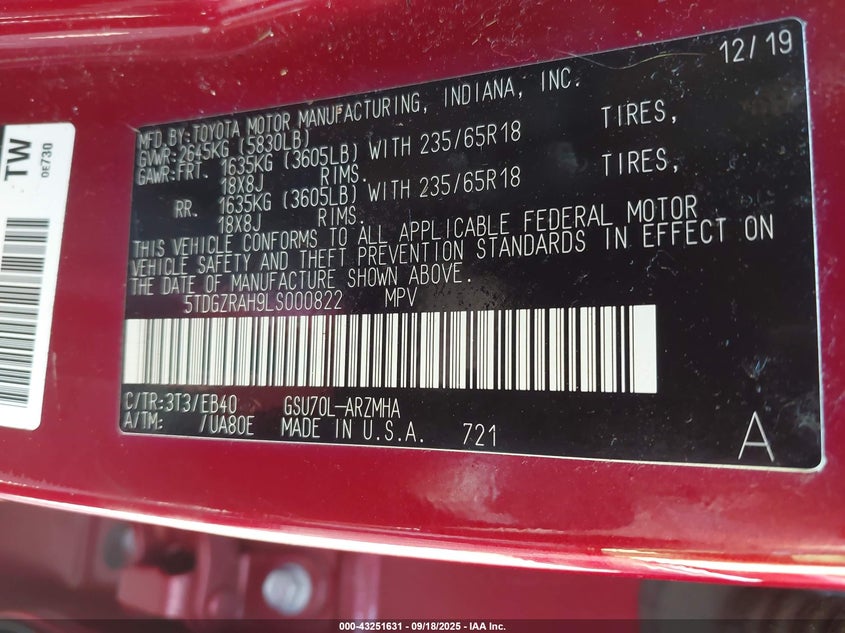 12/19
MFD.BY:TOYOTA MOTOR MANUFACTURING, INDIANA, INC.
GVWR:2645KG (5830LB)
GAWR:FRT. 1635KG (3605LB) WITH 235/65R18 TIRES,
18X8J RIMS.
RR. 1635KG (3605LB) WITH 235/65R18 TIRES,
18X8J RIMS.
THIS VEHICLE CONFORMS TO ALL APPLICABLE FEDERAL MOTOR
VEHICLE SAFETY AND THEFT PREVENTION STANDARDS IN EFFECT ON
THE DATE OF MANUFACTURE SHOWN ABOVE.
5TDGZRAH9LS000822 MPV
C/TR:3T3/EB40 GSU70L-ARZMHA
A/TM: /UA80E MADE IN U.S.A. 721
A
TW
0E730
000-43251631 - 09/18/2025 - IAA Inc.